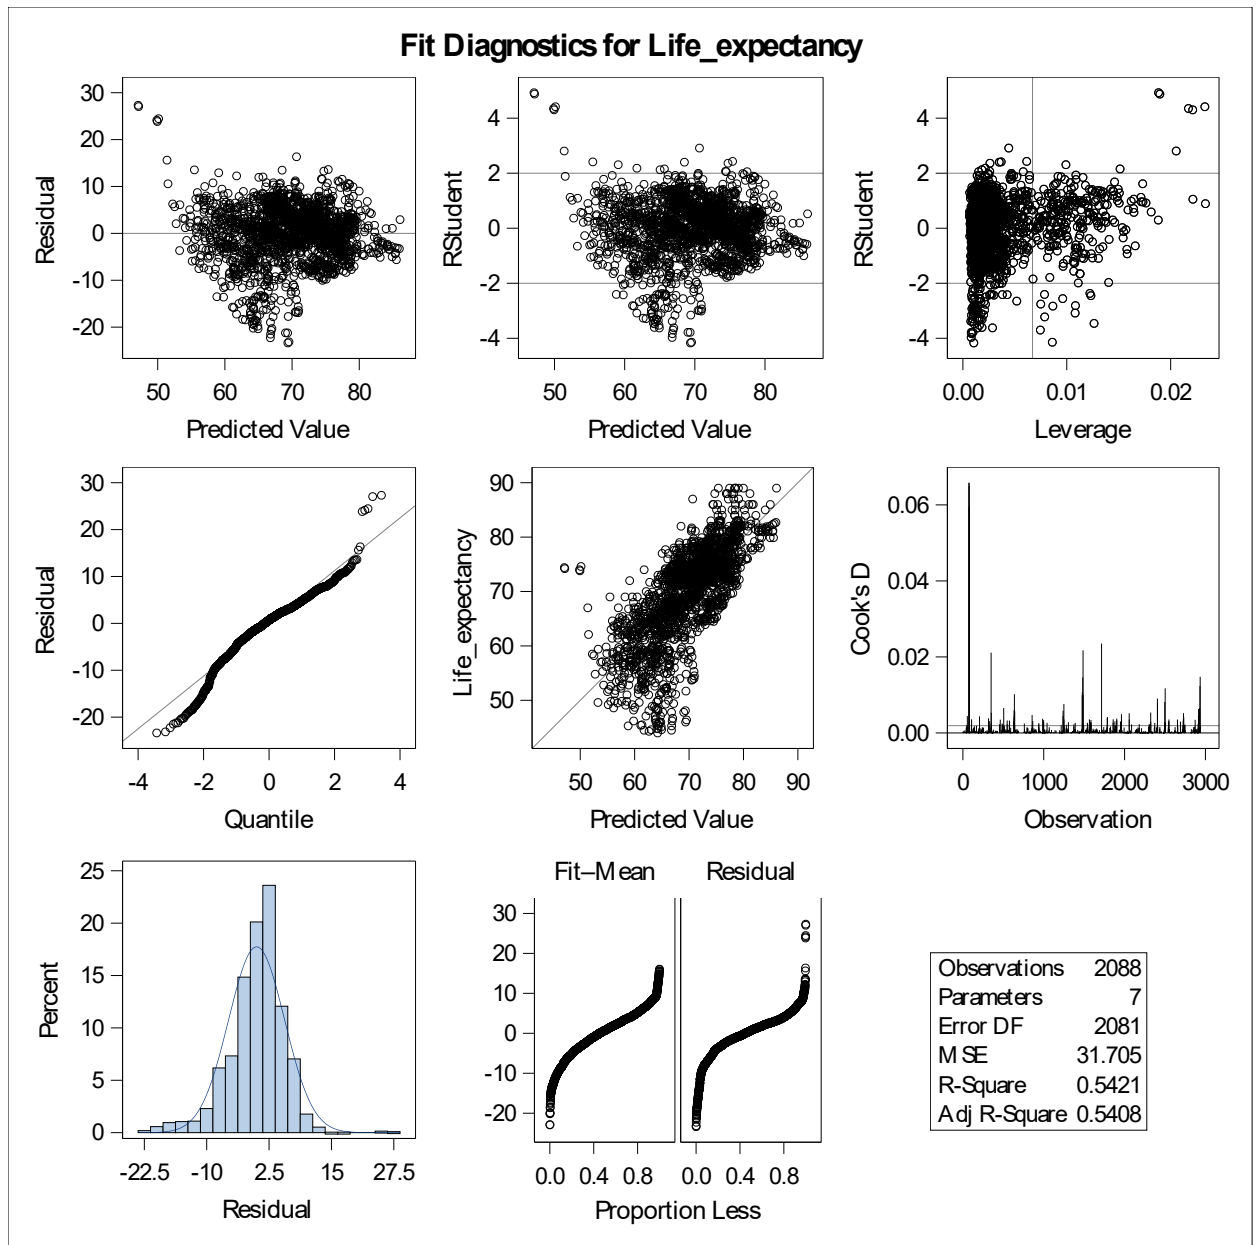 Fit Diagnostics for Life_expectancy
30
20
10
0
-10
-20
Residual
50 60 70 80
Predicted Value
4
2
0
-2
-4
RStudent
50 60 70 80
Predicted Value
4
2
0
-2
-4
RStudent
0.00 0.01 0.02
Leverage
30
20
10
0
-10
-20
Residual
-4 -2 0 2 4
Quantile
90
80
70
60
50
Life_expectancy
50 60 70 80 90
Predicted Value
0.06
0.04
0.02
0.00
Cook's D
0 1000 2000 3000
Observation
25
20
15
10
5
0
Percent
-22.5 -10 2.5 15 27.5
Residual
Fit–Mean Residual
30
20
10
0
-10
-20
0.0 0.4 0.8 0.0 0.4 0.8
Proportion Less
Observations 2088
Parameters 7
Error DF 2081
MSE 31.705
R-Square 0.5421
Adj R-Square 0.5408